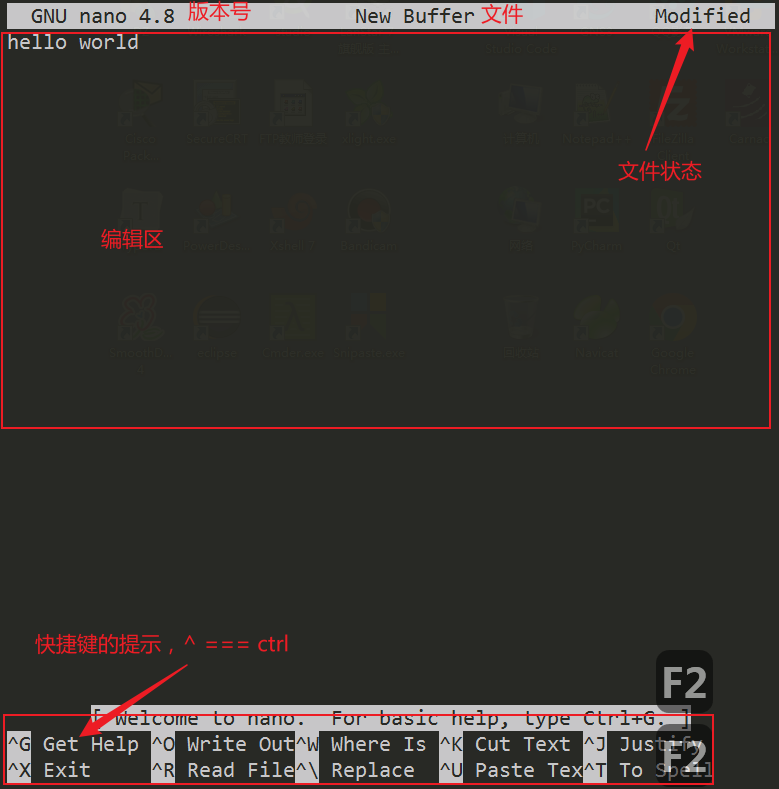 GNU nano 4.8 版本号 New Buffer 文件 Modified
hello world
文件状态
编辑区
PC
快捷键的提示，^ === ctrl
F2
[ Welcome to nano. For basic help, type Ctrl+G. ]
^G Get Help ^O Write Out ^W Where Is ^K Cut Text ^J Justify
F2
^X Exit ^R Read File ^\ Replace ^U Paste Tex ^T To Spell